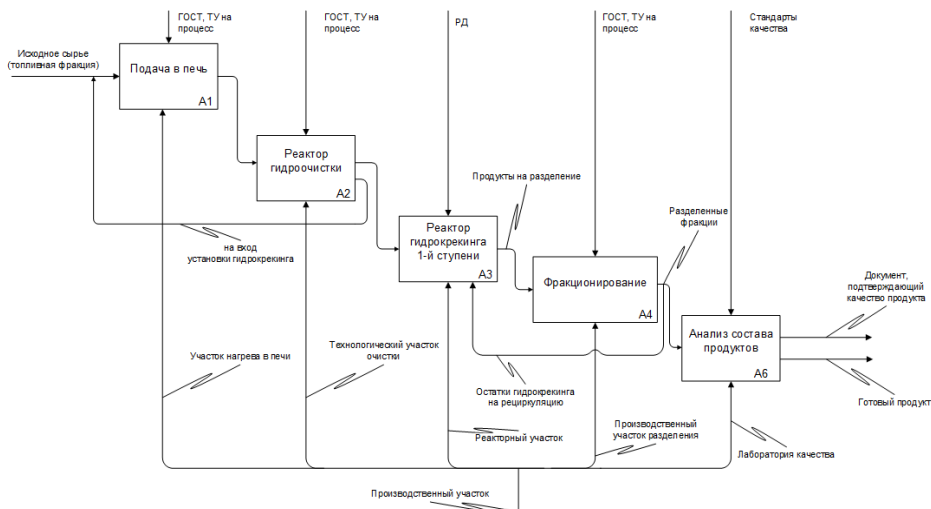 ГОСТ, ТУ на
процесс
ГОСТ, ТУ на
процесс
РД
ГОСТ, ТУ на
процесс
Стандарты
качества
Исходное сырье
(топливная фракция)
Подача в печь
А1
Реактор
гидроочистки
А2
Продукты на разделение
Разделенные
фракции
Реактор
гидрокрекинга
1-й ступени
А3
на вход
установки гидрокрекинга
Фракционирование
А4
Документ,
подтверждающий
качество продукта
Анализ состава
продуктов
А6
Участок нагрева в печи
Технологический участок
очистки
Остатки гидрокрекинга
на рециркуляцию
Готовый продукт
Реакторный участок
Производственный
участок разделения
Лаборатория качества
Производственный участок